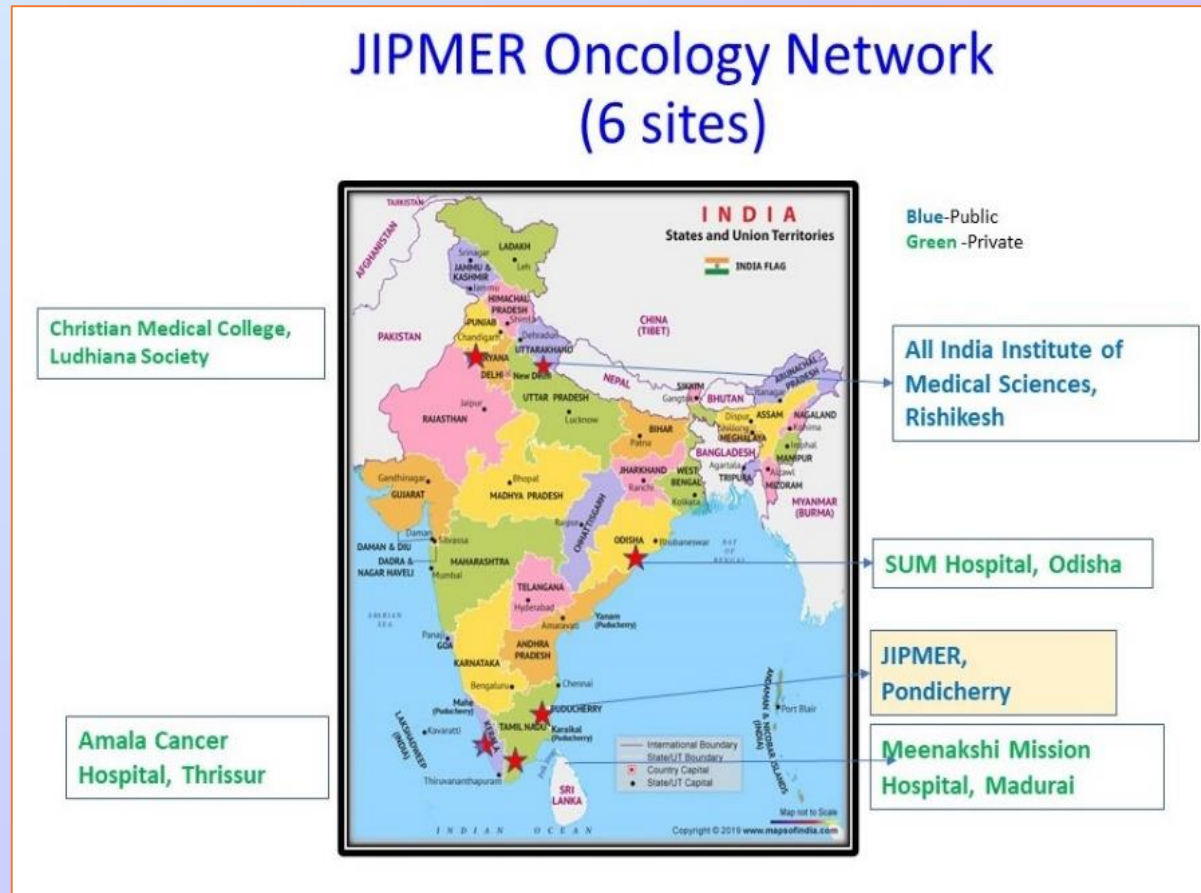 JIPMER Oncology Network
(6 sites)
Blue-Public
Green -Private
Christian Medical College,
Ludhiana Society
Amala Cancer
Hospital, Thrissur
All India Institute of
Medical Sciences,
Rishikesh
SUM Hospital, Odisha
JIPMER,
Pondicherry
Meenakshi Mission
Hospital, Madurai
INDIA
States and Union Territories
INDIA FLAG
AFGHANISTAN
PAKISTAN
CHINA
(TIBET)
NEPAL
BHUTAN
BANGLADESH
MYANMAR
(BURMA)
SRI
LANKA
LADAKH
Leh
Srinagar
JAMMU &
KASHMIR
Jammu
HIMACHAL
PRADESH
Shimla
PUNJAB
Chandigarh
Dehradun
UTTARAKHAND
DELHI
New Delhi
RAJASTHAN
Jaipur
UTTAR PRADESH
Lucknow
BIHAR
Patna
SIKKIM
Gangtok
ARUNACHAL
PRADESH
Dispur
ASSAM
NAGALAND
Kohima
Shillong
MEGHALAYA
Imphal
MANIPUR
Agartala
TRIPURA
MIZORAM
Gandhinagar
GUJARAT
Bhopal
MADHYA PRADESH
JHARKHAND
Ranchi
WEST
BENGAL
Kolkata
CHHATTISGARH
ODISHA
Bhubaneswar
BAY
OF
BENGAL
Daman
Silvassa
DAMAN & DIU
DADRA &
NAGAR HAVELI
MAHARASHTRA
Mumbai
TELANGANA
Hyderabad
Amaravati
Yanam
(Puducherry)
ARABIAN
SEA
Panaji
GOA
KARNATAKA
ANDHRA
PRADESH
Bengaluru
Chennai
Mahe
(Puducherry)
PUDUCHERRY
TAMIL NADU
Karaikal
(Puducherry)
KERALA
LAKSHADWEEP
(INDIA)
Kavaratti
Thiruvananthapuram
ANDAMAN & NICOBAR ISLANDS
(INDIA)
Port Blair
International Boundary
State/UT Boundary
Country Capital
State/UT Capital
Map not to Scale
INDIAN OCEAN
Copyright © 2019 www.mapsofindia.com